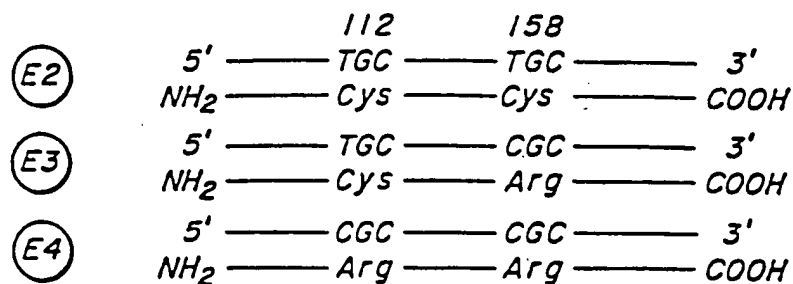 112 158
E2 5' TGC TGC 3'
NH2 Cys Cys COOH
E3 5' TGC CGC 3'
NH2 Cys Arg COOH
E4 5' CGC CGC 3'
NH2 Arg Arg COOH